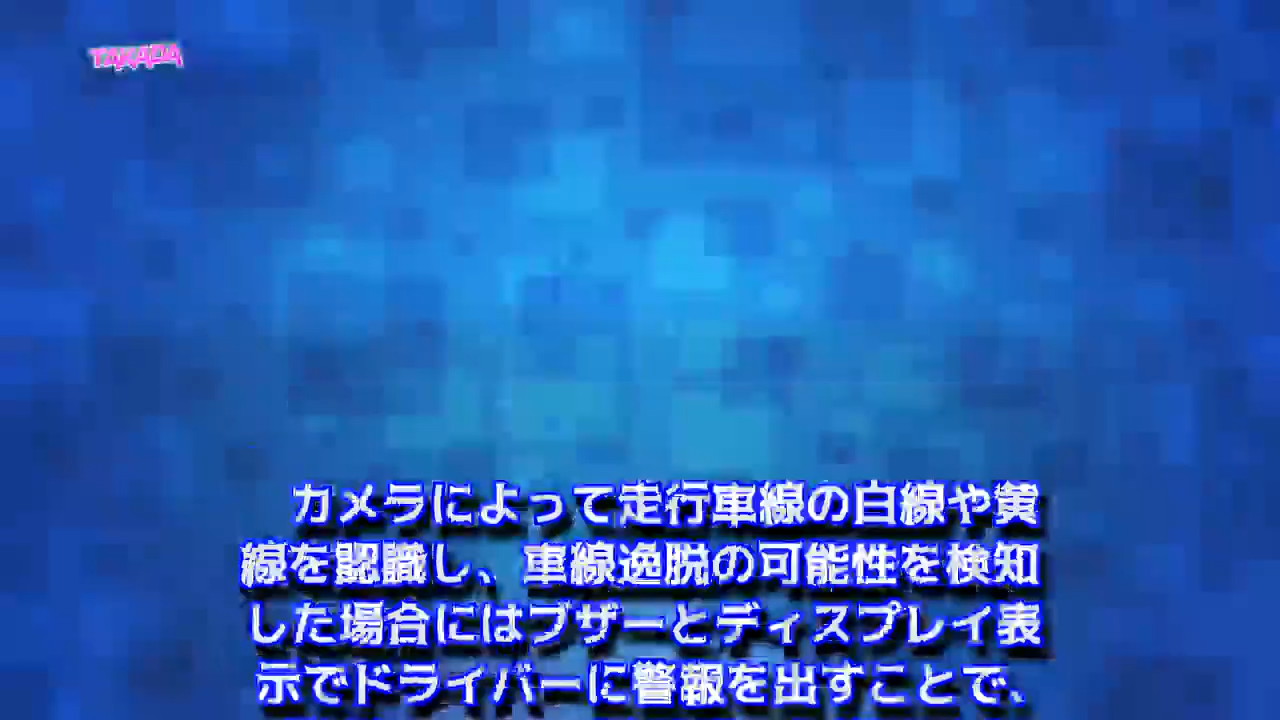 TAKADA
カメラによって走行車線の白線や黄
線を認識し、車線逸脱の可能性を検知
した場合にはブザーとディスプレイ表
示でドライバーに警報を出すことで、